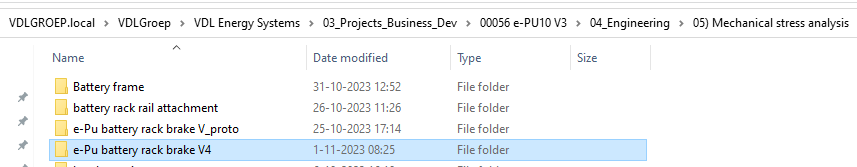 VDLGROEP.local > VDLGroep > VDL Energy Systems > 03_Projects_Business_Dev > 00056 e-PU10 V3 > 04_Engineering > 05) Mechanical stress analysis
Name Date modified Type Size
Battery frame 31-10-2023 12:52 File folder
battery rack rail attachment 26-10-2023 11:26 File folder
e-Pu battery rack brake V_proto 25-10-2023 17:14 File folder
e-Pu battery rack brake V4 1-11-2023 08:25 File folder